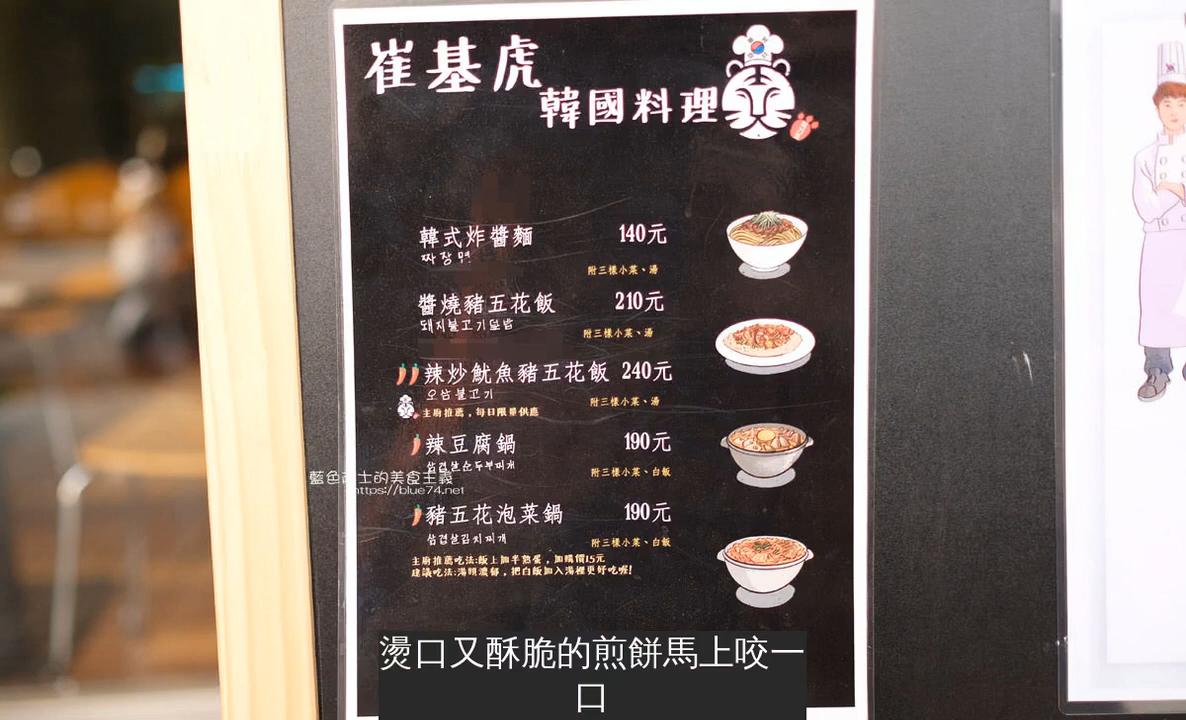 崔基虎
韓國料理
韓式炸醬麵 140元
짜장면
附三樣小菜、湯
醬燒豬五花飯 210元
돼지불고기덮밥
附三樣小菜、湯
辣炒魷魚豬五花飯 240元
오삼불고기
附三樣小菜、湯
主廚推薦，每日限量供應
辣豆腐鍋 190元
삼겹살순두부찌개
附三樣小菜、白飯
藍色的美食主義
https://blue74.net
豬五花泡菜鍋 190元
삼겹살김치찌개
附三樣小菜、白飯
主廚推薦吃法:飯上加半熟蛋，加購價15元
建議吃法:湯頭濃郁，把白飯加入湯裡更好吃喔!
燙口又酥脆的煎餅馬上咬一
口